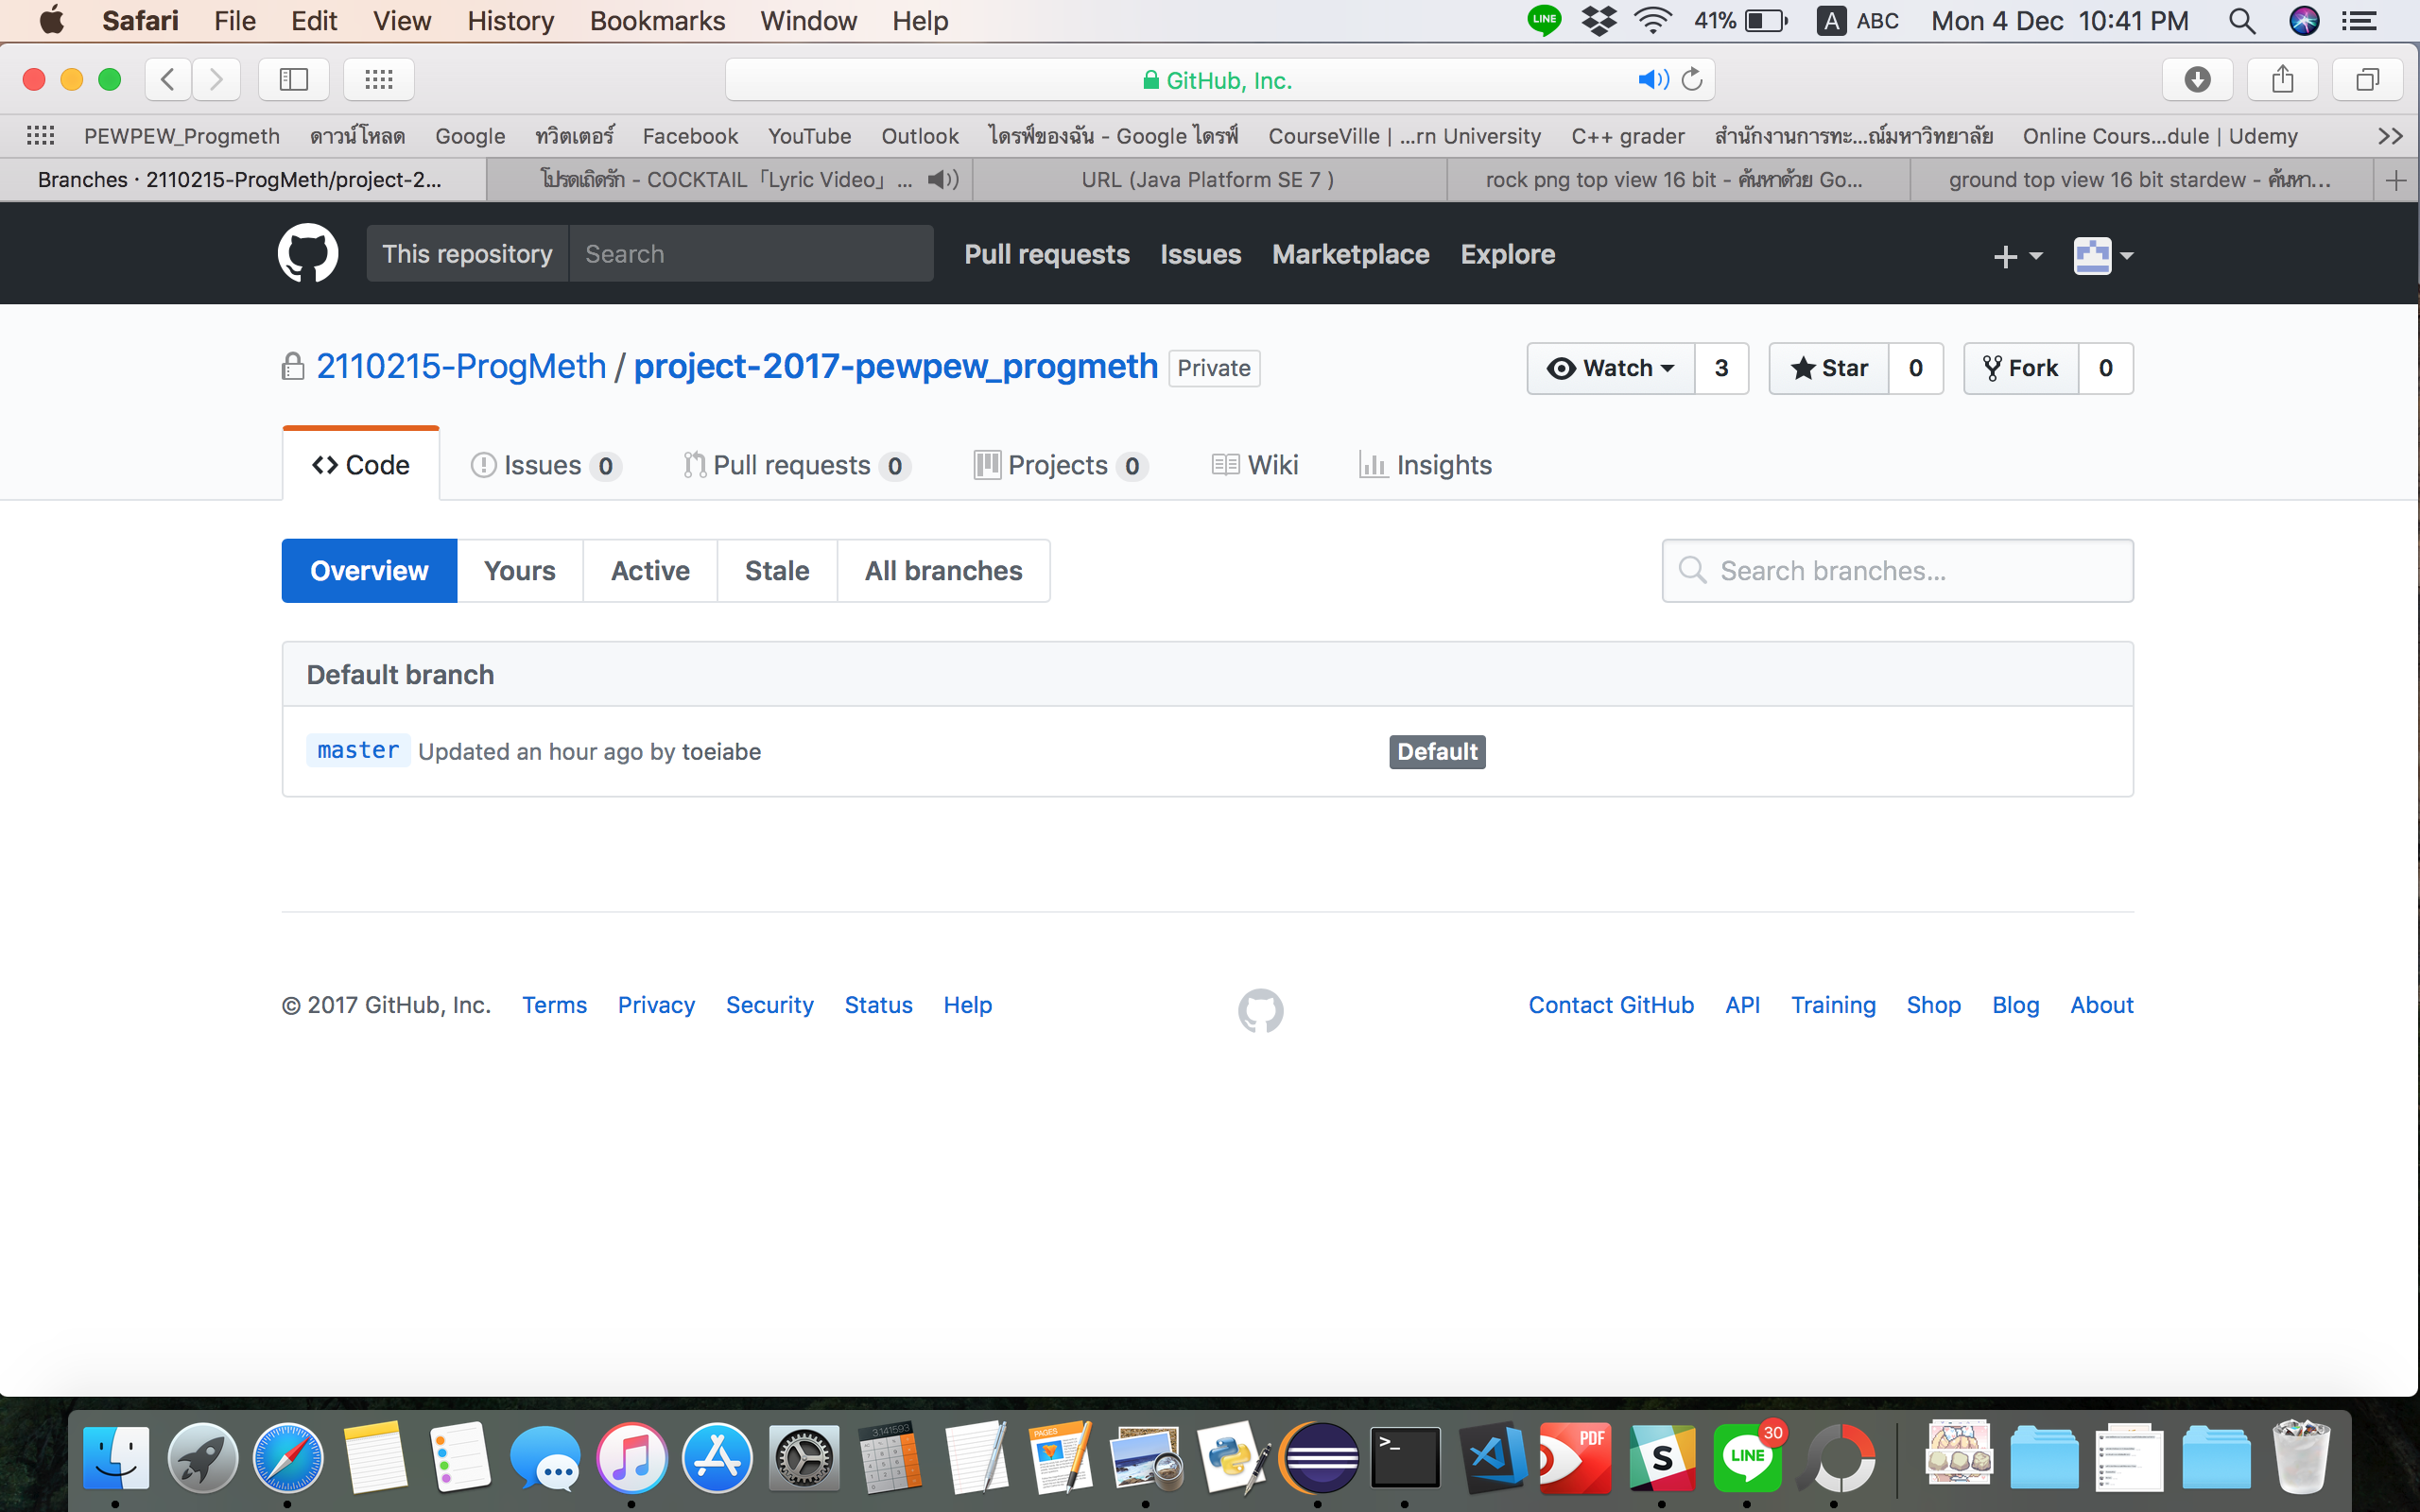 Safari File Edit View History Bookmarks Window Help LINE 41% A ABC Mon 4 Dec 10:41 PM
GitHub, Inc.
PEWPEW_Progmeth ดาวน์โหลด Google ทวิตเตอร์ Facebook YouTube Outlook ไดรฟ์ของฉัน - Google ไดรฟ์ CourseVille | ...rn University C++ grader สำนักงานการทะ...ณ์มหาวิทยาลัย Online Cours...dule | Udemy >>
Branches · 2110215-ProgMeth/project-2... โปรดเถิดรัก - COCKTAIL「Lyric Video」 ... URL (Java Platform SE 7 ) rock png top view 16 bit - ค้นหาด้วย Go... ground top view 16 bit stardew - ค้นหา...
This repository Search Pull requests Issues Marketplace Explore
2110215-ProgMeth / project-2017-pewpew_progmeth Private Watch 3 Star 0 Fork 0
Code Issues 0 Pull requests 0 Projects 0 Wiki Insights
Overview Yours Active Stale All branches Search branches...
Default branch
master Updated an hour ago by toeiabe Default
© 2017 GitHub, Inc. Terms Privacy Security Status Help Contact GitHub API Training Shop Blog About
3.141593 PAGES >_ PDF S LINE 30